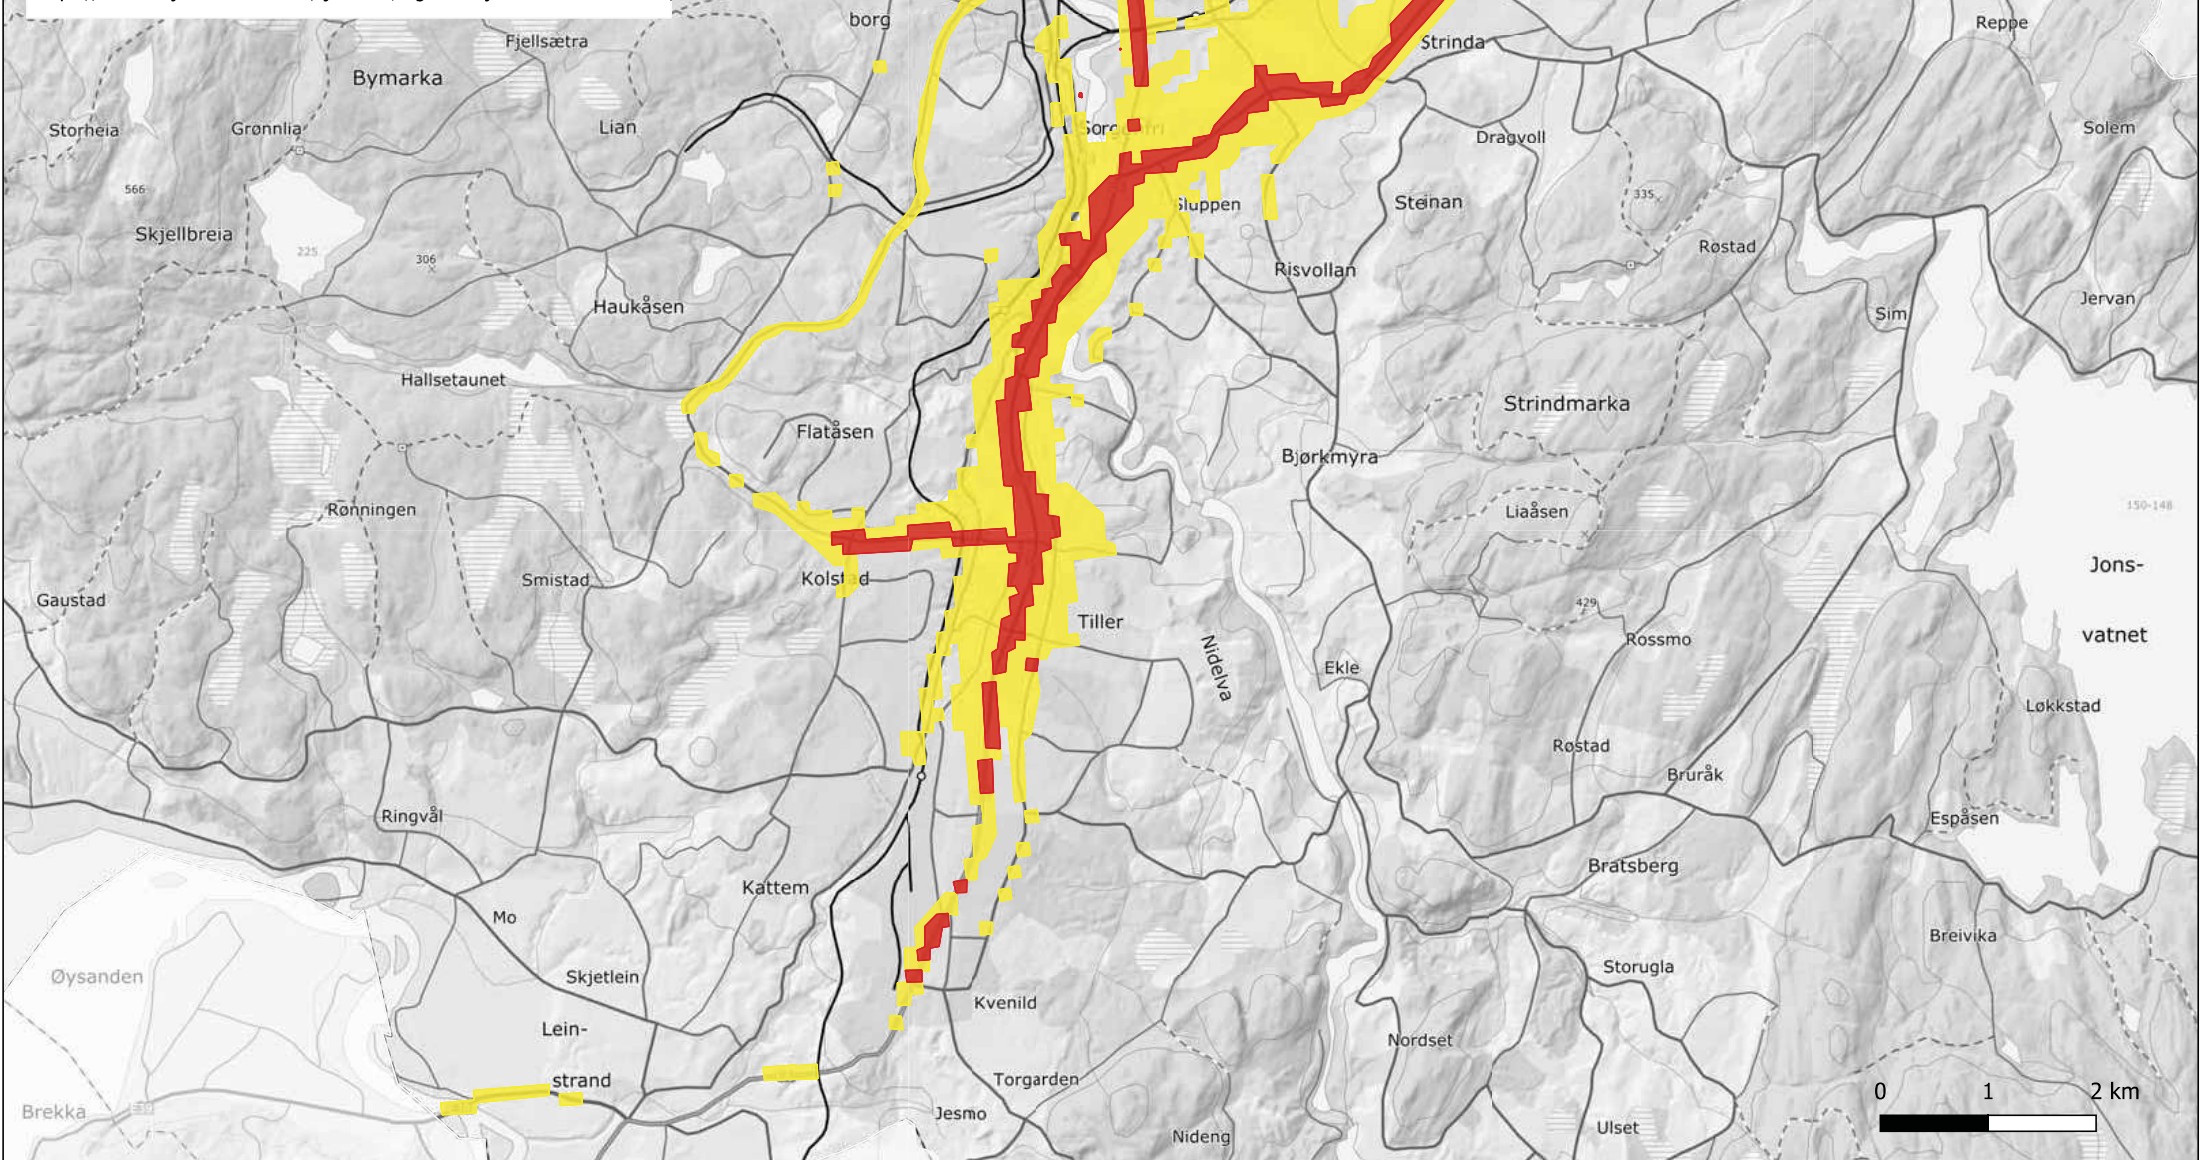 borg
Reppe
Fjellsætra
Strinda
Bymarka
Storheia
Grønnlia
Lian
Sorgenfri
Dragvoll
Solem
566
335
Skjellbreia
Sluppen
Steinan
225
306
Røstad
Risvollan
Haukåsen
Jervan
Sim
Hallsetaunet
Strindmarka
Flatåsen
Bjørkmyra
Rønningen
Liaåsen
150-148
Jons-
Smistad
Kolstad
Gaustad
429
Tiller
Rossmo
vatnet
Nidelva
Ekle
Løkkstad
Røstad
Bruråk
Ringvål
Espåsen
Bratsberg
Kattem
Mo
Breivika
Øysanden
Skjetlein
Storugla
Kvenild
Lein-
Nordset
strand
Torgarden
0 1 2 km
Brekka
Jesmo
Nideng
Ulset